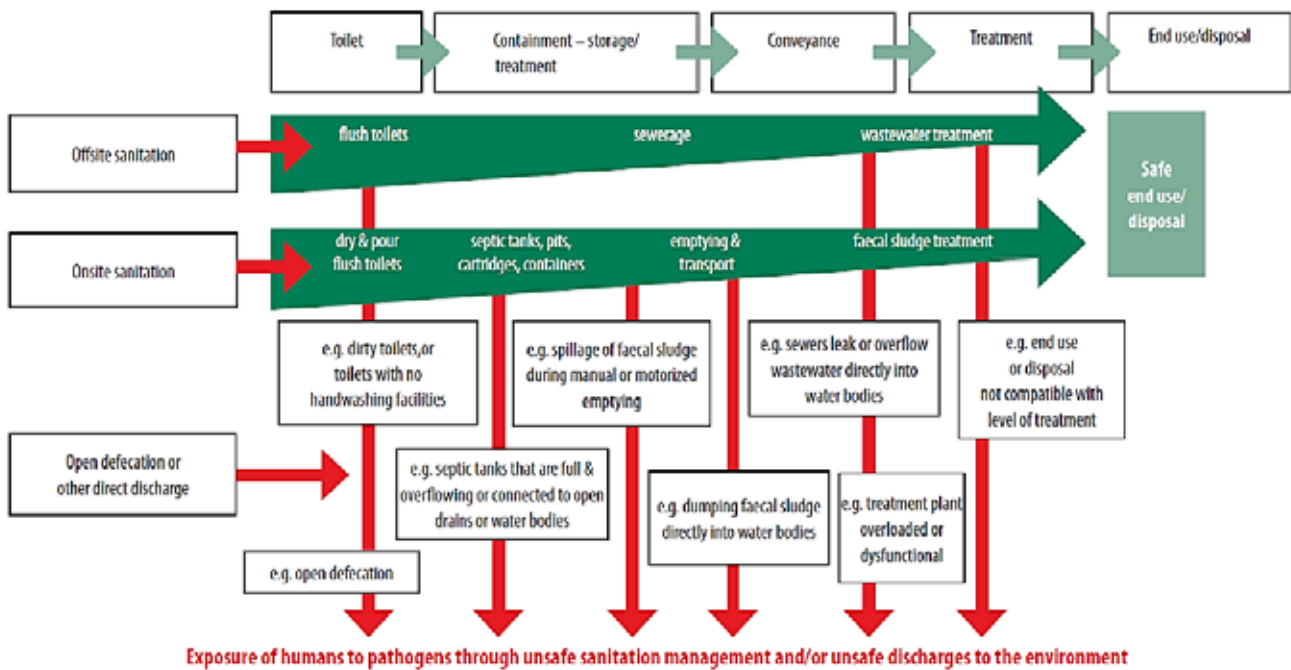 Toilet
Containment – storage/
treatment
Conveyance
Treatment
End use/disposal
Offsite sanitation
flush toilets
sewerage
wastewater treatment
Safe
end use/
disposal
Onsite sanitation
dry & pour
flush toilets
septic tanks, pits,
cartridges, containers
emptying &
transport
faecal sludge treatment
e.g. dirty toilets,or
toilets with no
handwashing facilities
e.g. spillage of faecal sludge
during manual or motorized
emptying
e.g. sewers leak or overflow
wastewater directly into
water bodies
e.g. end use
or disposal
not compatible with
level of treatment
Open defecation or
other direct discharge
e.g. septic tanks that are full &
overflowing or connected to open
drains or water bodies
e.g. dumping faecal sludge
directly into water bodies
e.g. treatment plant
overloaded or
dysfunctional
e.g. open defecation
Exposure of humans to pathogens through unsafe sanitation management and/or unsafe discharges to the environment